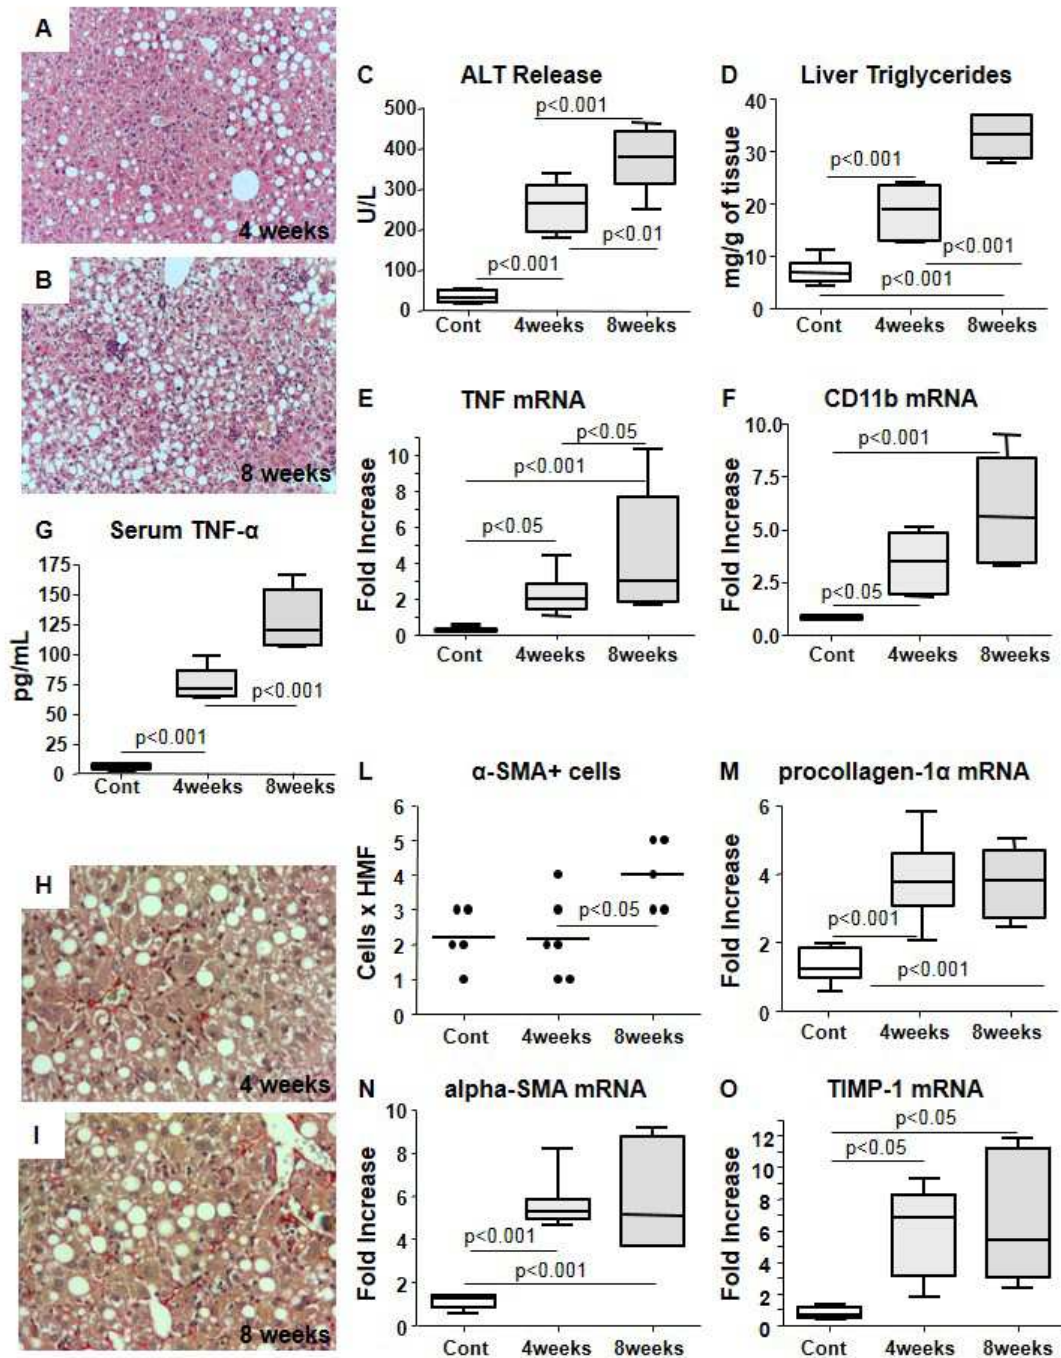 A
4 weeks
B
8 weeks
C ALT Release
U/L
500
400
300
200
100
0
p<0.001
p<0.01
p<0.001
Cont 4weeks 8weeks
D Liver Triglycerides
mg/g of tissue
40
30
20
10
0
p<0.001
p<0.001
p<0.001
Cont 4weeks 8weeks
E TNF mRNA
Fold Increase
10
8
6
4
2
0
p<0.05
p<0.001
p<0.05
Cont 4weeks 8weeks
F CD11b mRNA
Fold Increase
10.0
7.5
5.0
2.5
0.0
p<0.001
p<0.05
Cont 4weeks 8weeks
G Serum TNF-α
pg/mL
175
150
125
100
75
50
25
0
p<0.001
p<0.001
Cont 4weeks 8weeks
H
4 weeks
I
8 weeks
L α-SMA+ cells
Cells x HMF
6
5
4
3
2
1
0
p<0.05
Cont 4weeks 8weeks
M procollagen-1α mRNA
Fold Increase
6
4
2
0
p<0.001
p<0.001
Cont 4weeks 8weeks
N alpha-SMA mRNA
Fold Increase
10
8
6
4
2
0
p<0.001
p<0.001
Cont 4weeks 8weeks
O TIMP-1 mRNA
Fold Increase
12
10
8
6
4
2
0
p<0.05
p<0.05
Cont 4weeks 8weeks